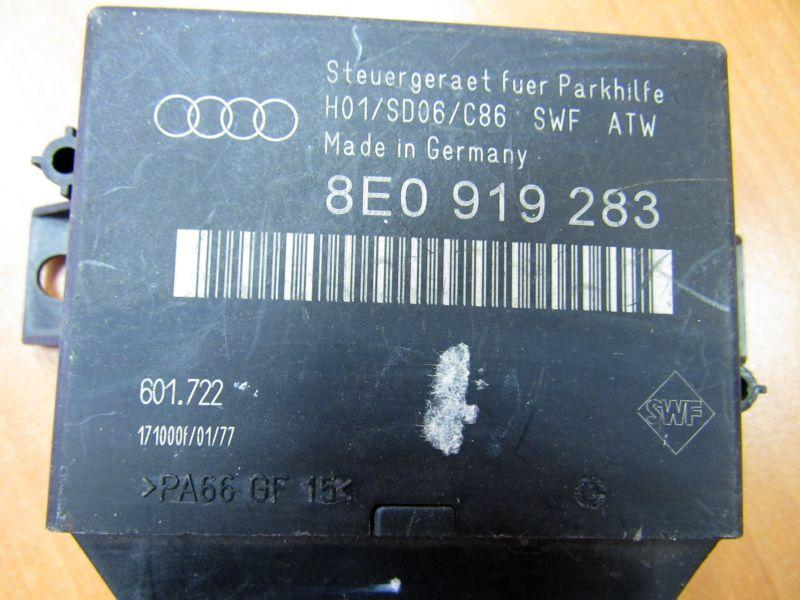 Steuergeraet fuer Parkhilfe
H01/SD06/C86 SWF ATW
Made in Germany
8E0 919 283
601.722
171000f/01/77
SWF
>PA66 GF 15<